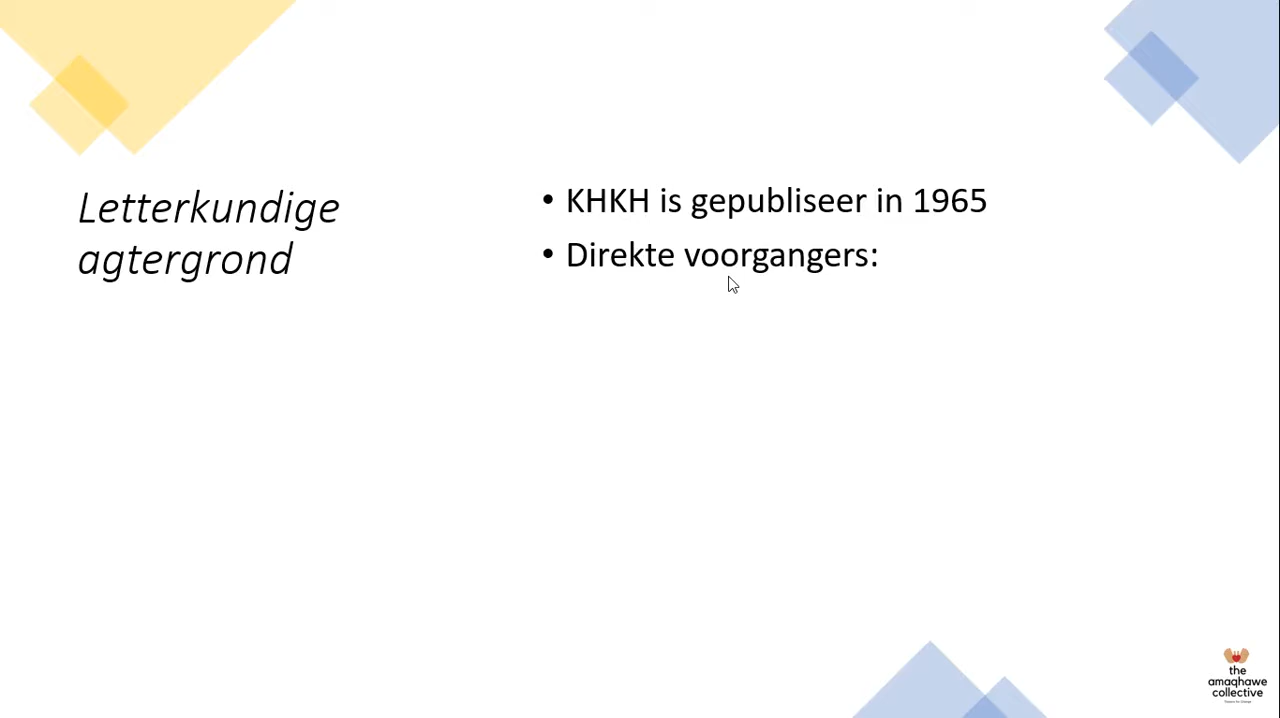 Letterkundige
agtergrond
• KHKH is gepubliseer in 1965
• Direkte voorgangers:
the
amaqhawe
collective